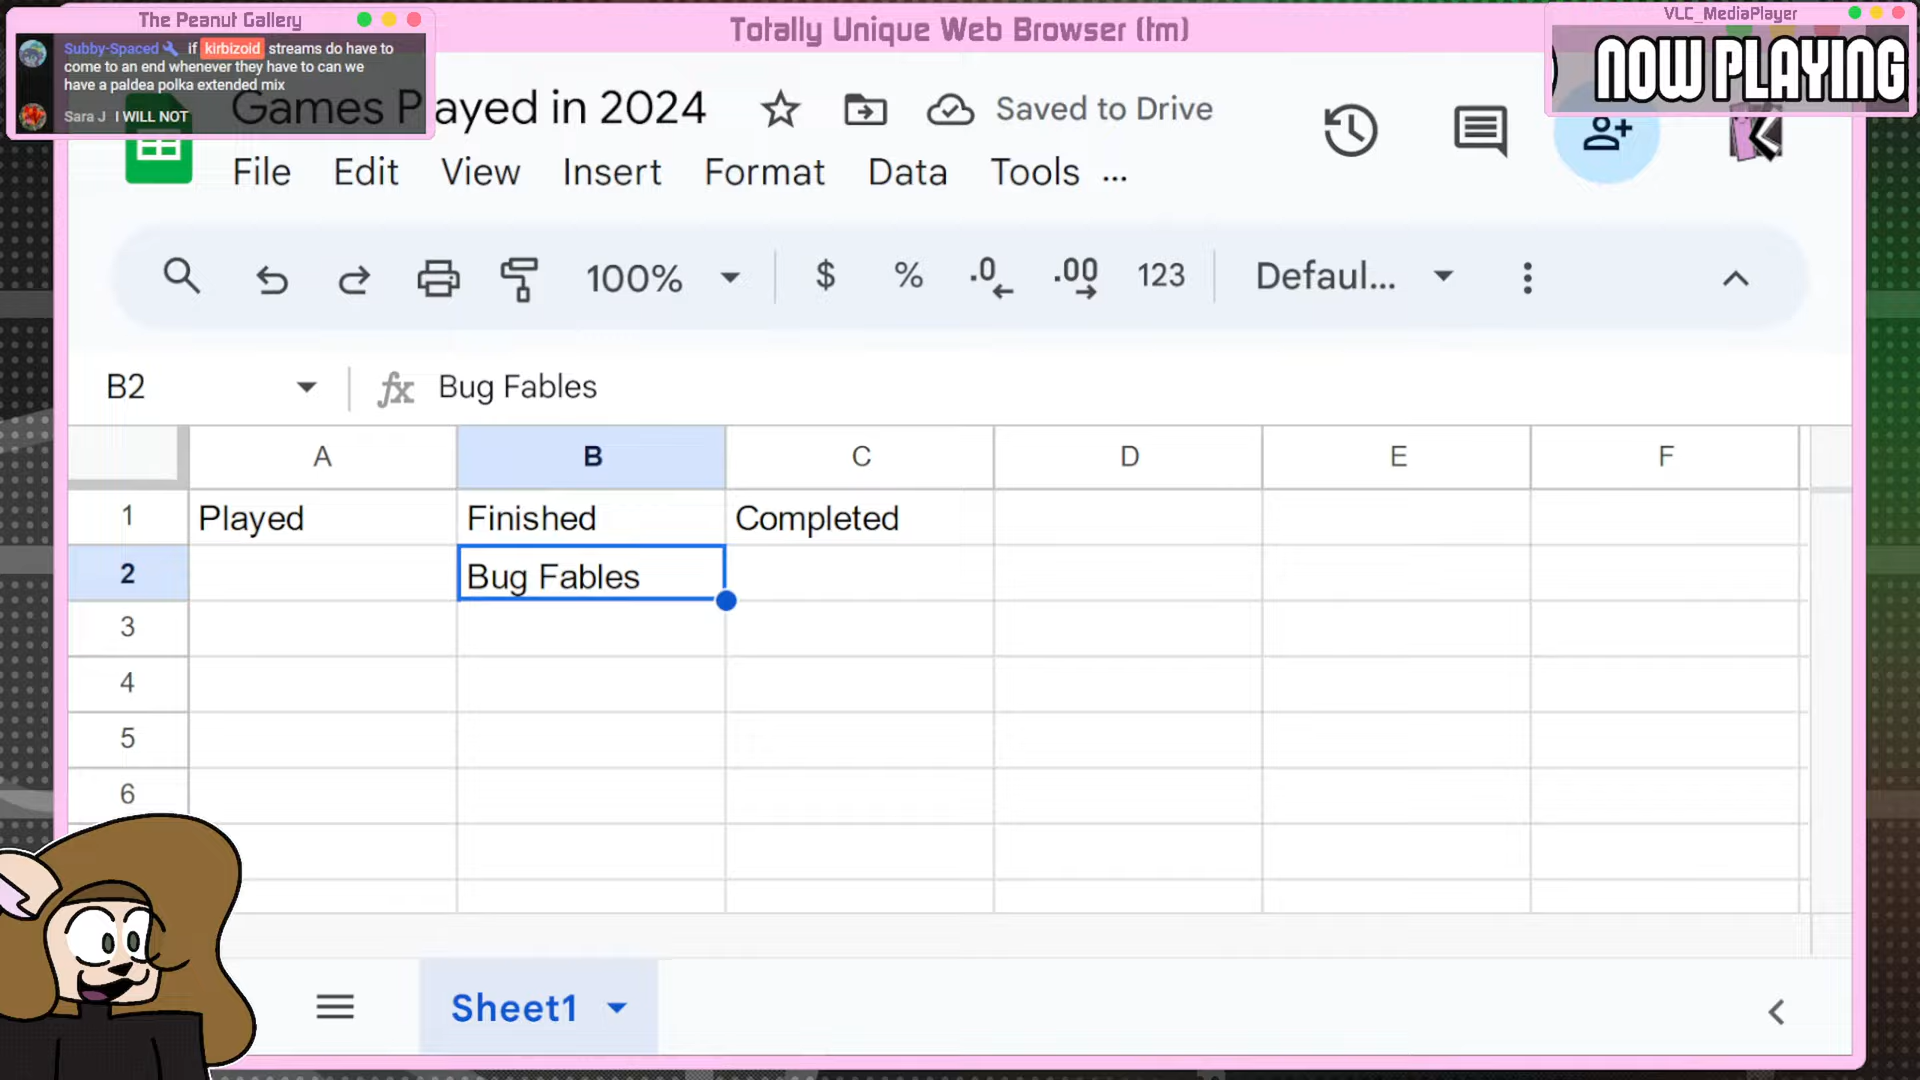 The Peanut Gallery
Subby-Spaced if kirbizoid streams do have to
come to an end whenever they have to can we
have a paldea polka extended mix
Sara J I WILL NOT
Totally Unique Web Browser (tm)
VLC_MediaPlayer
NOW PLAYING
Games Played in 2024
Saved to Drive
File Edit View Insert Format Data Tools ...
100% $ % .0 .00 123 Defaul...
B2 fx Bug Fables
A B C D E F
1 Played Finished Completed
2 Bug Fables
3
4
5
6
Sheet1